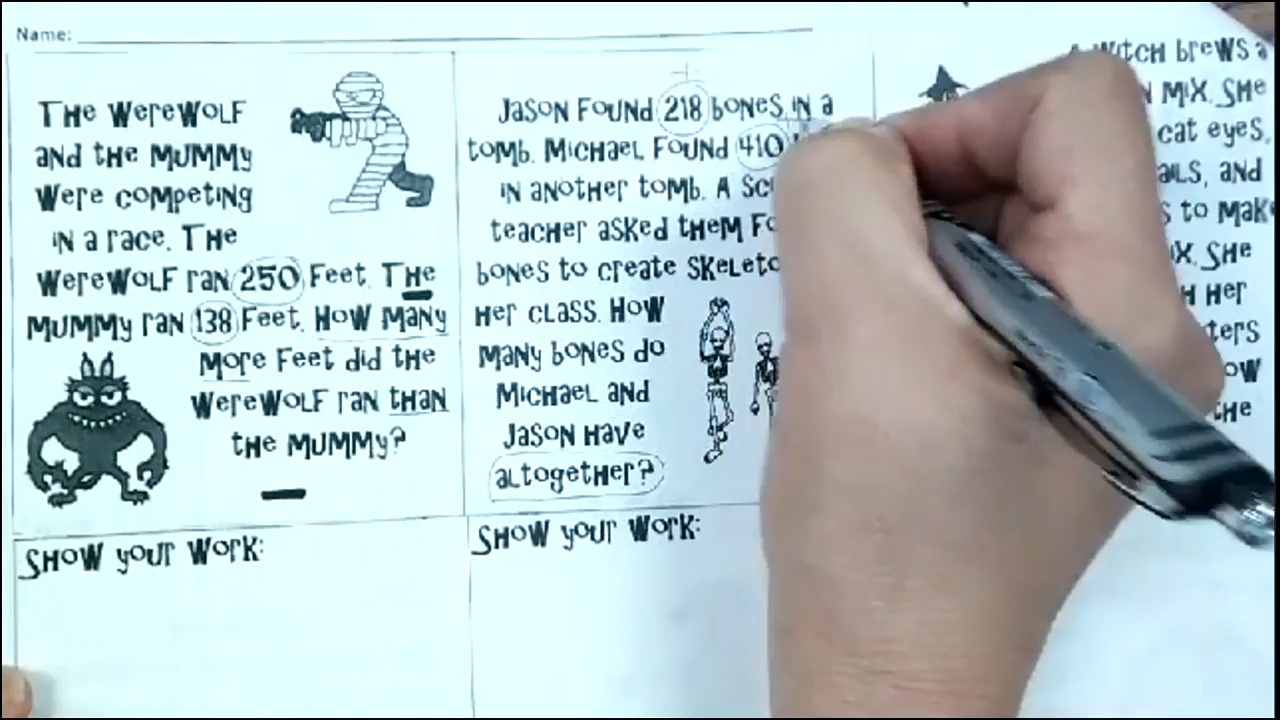 Name:
The werewolf
and the mummy
were competing
in a race. The
werewolf ran 250 feet. The
mummy ran 138 feet. How many
more feet did the
werewolf ran than
the mummy?
Show your work:
Jason found 218 bones in a
tomb. Michael found 410
in another tomb. A
teacher asked them
bones to create
her class. How
many bones do
Michael and
Jason have
altogether?
Show your work:
A witch brews a
mix. She
cat eyes,
and
to make
She
her
the